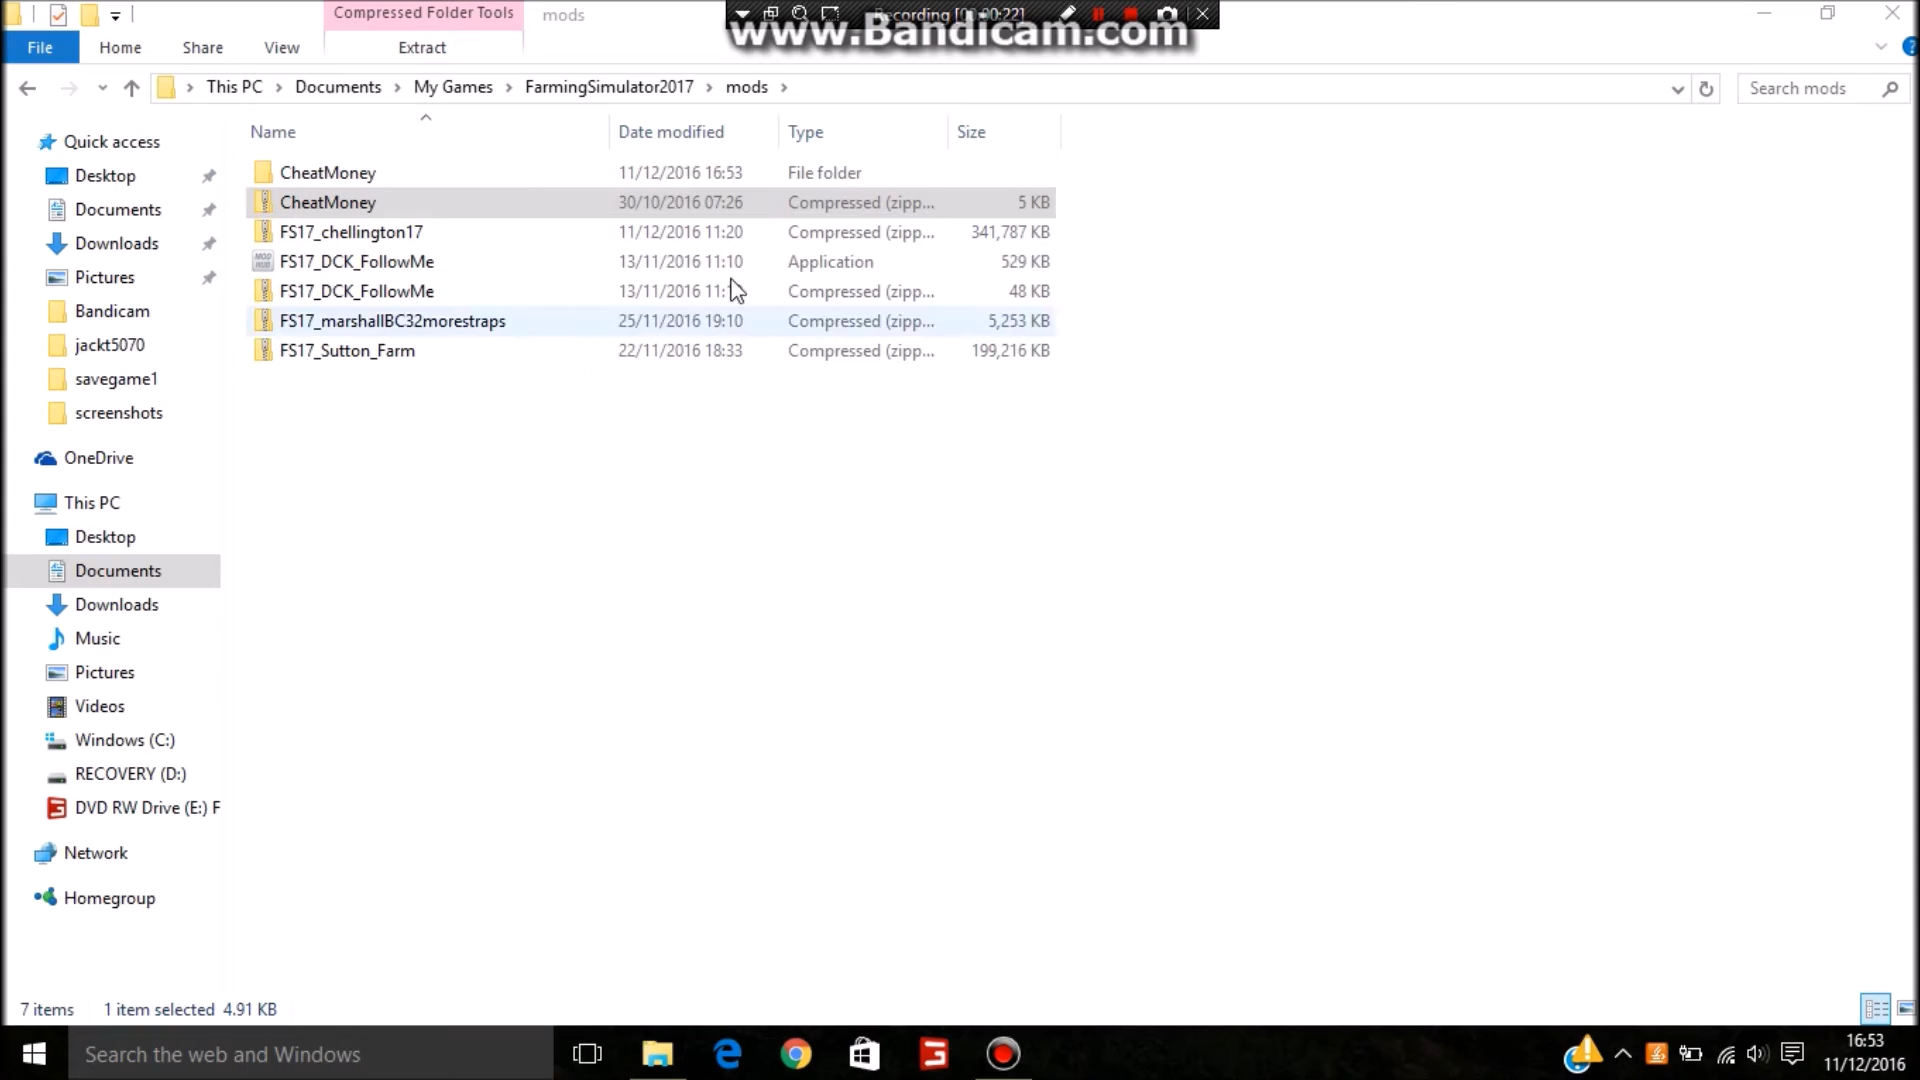 Compressed Folder Tools
mods
Recording [00:00:22]
www.Bandicam.com
File
Home
Share
View
Extract
This PC
Documents
My Games
FarmingSimulator2017
mods
Search mods
Name
Date modified
Type
Size
CheatMoney 11/12/2016 16:53 File folder
CheatMoney 30/10/2016 07:26 Compressed (zipp... 5 KB
FS17_chellington17 11/12/2016 11:20 Compressed (zipp... 341,787 KB
FS17_DCK_FollowMe 13/11/2016 11:10 Application 529 KB
FS17_DCK_FollowMe 13/11/2016 Compressed (zipp... 48 KB
FS17_marshallBC32morestraps 25/11/2016 19:10 Compressed (zipp... 5,253 KB
FS17_Sutton_Farm 22/11/2016 18:33 Compressed (zipp... 199,216 KB
Quick access
Desktop
Documents
Downloads
Pictures
Bandicam
jackt5070
savegame1
screenshots
OneDrive
This PC
Desktop
Documents
Downloads
Music
Pictures
Videos
Windows (C:)
RECOVERY (D:)
DVD RW Drive (E:) F
Network
Homegroup
7 items 1 item selected 4.91 KB
Search the web and Windows
16:53
11/12/2016